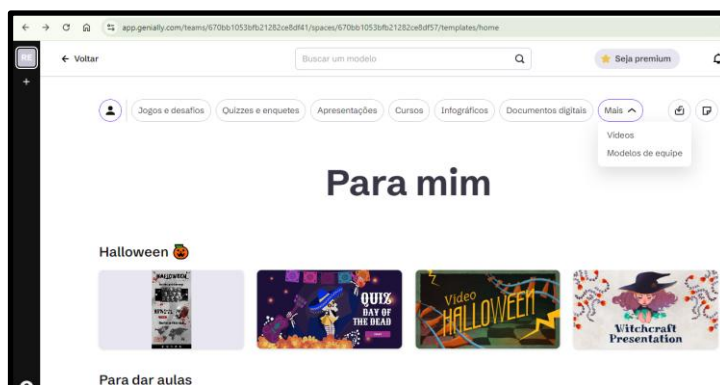 app.genially.com/teams/670bb1053bfb21282ce8df41/spaces/670bb1053bfb21282ce8df57/templates/home
RE
← Voltar
Buscar um modelo
Seja premium
+
Jogos e desafios
Quizzes e enquetes
Apresentações
Cursos
Infográficos
Documentos digitais
Mais
Vídeos
Modelos de equipe
Para mim
Halloween
HALLOWEEN
QUIZ
DAY OF
THE DEAD
Video
HALLOWEEN
Witchcraft
Presentation
Para dar aulas